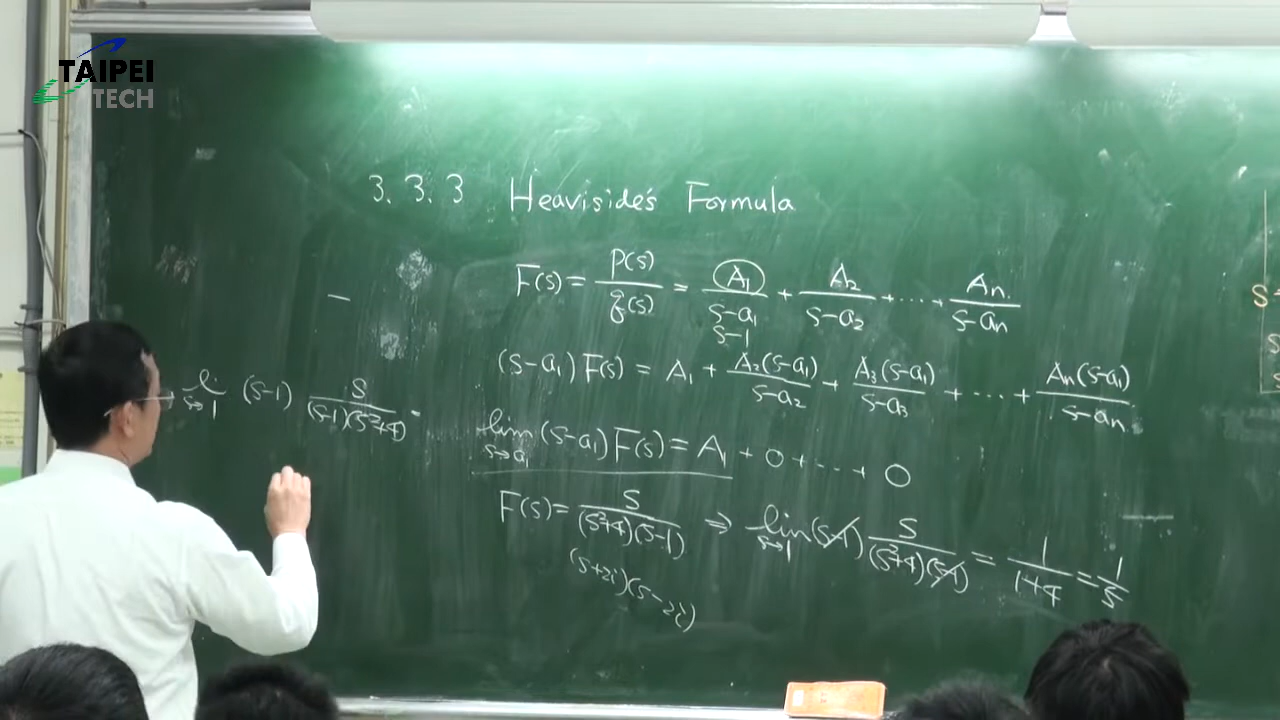 TAIPEI
TECH
3.3.3 Heaviside's Formula
F(s) = p(s)/q(s) = A₁/(s-a₁) + A₂/(s-a₂) + ... + Aₙ/(s-aₙ)
s-1
(s-a₁) F(s) = A₁ + A₂(s-a₁)/(s-a₂) + A₃(s-a₁)/(s-a₃) + ... + Aₙ(s-a₁)/(s-aₙ)
lim s→a₁ (s-a₁) F(s) = A₁ + 0 + ... + 0
F(s) = s/((s²+4)(s-1)) ⇒ lim s→1 (s-1) s/((s²+4)(s-1)) = 1/(1+4) = 1/5
(s+2i)(s-2i)
s→1 (s-1) s/((s-1)(s²+4))
S
S